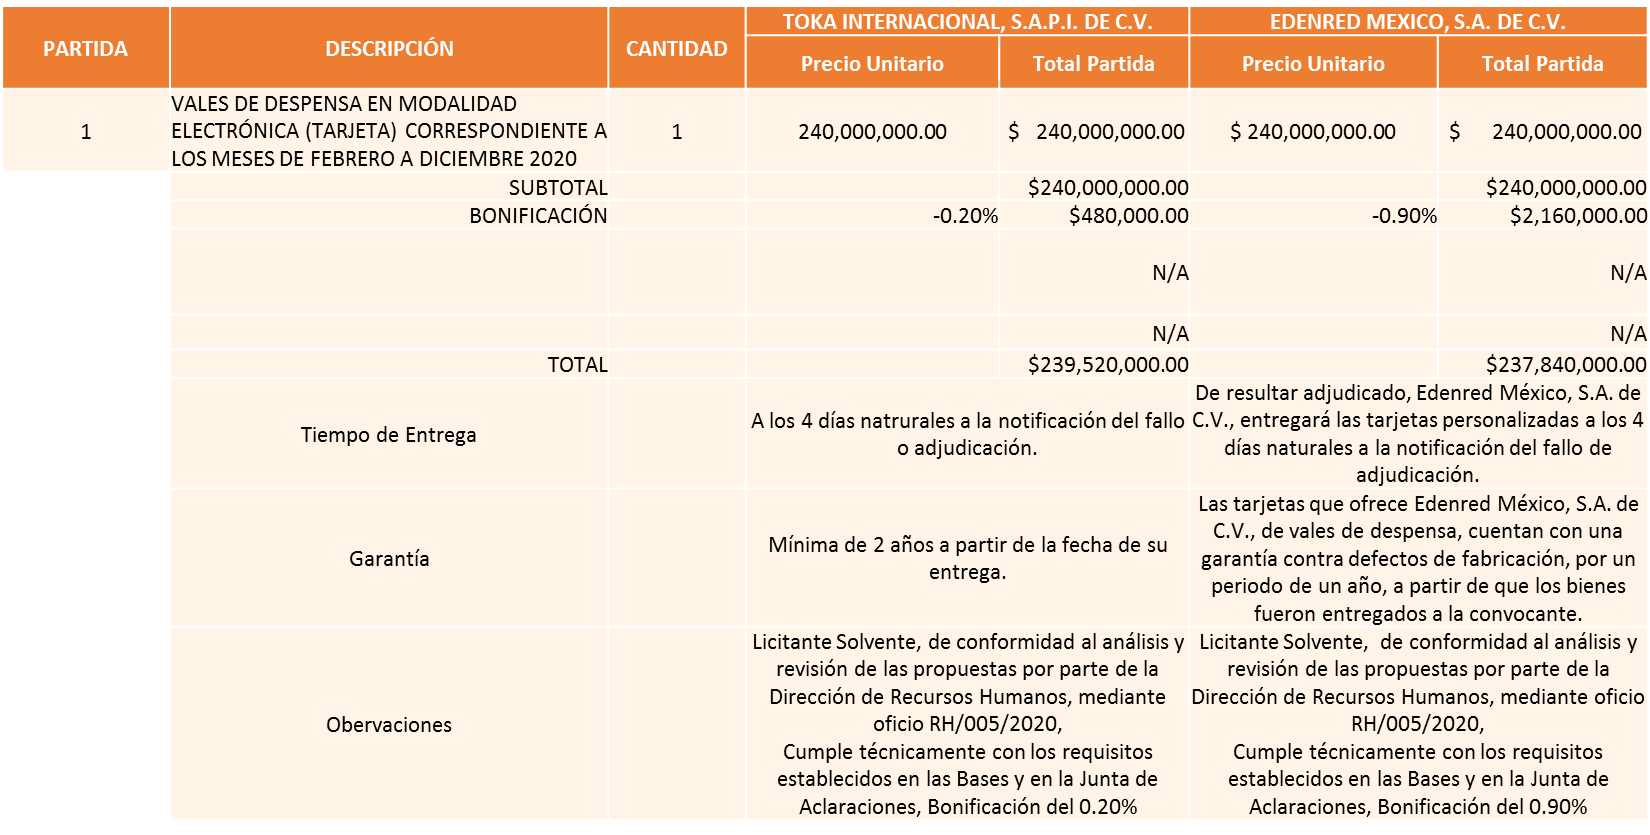 PARTIDA
DESCRIPCIÓN
CANTIDAD
TOKA INTERNACIONAL, S.A.P.I. DE C.V.
EDENRED MEXICO, S.A. DE C.V.
Precio Unitario
Total Partida
Precio Unitario
Total Partida
1
VALES DE DESPENSA EN MODALIDAD
ELECTRÓNICA (TARJETA) CORRESPONDIENTE A
LOS MESES DE FEBRERO A DICIEMBRE 2020
1
240,000,000.00
$ 240,000,000.00
$ 240,000,000.00
$ 240,000,000.00
SUBTOTAL
$240,000,000.00
$240,000,000.00
BONIFICACIÓN
-0.20%
$480,000.00
-0.90%
$2,160,000.00
N/A
N/A
N/A
N/A
TOTAL
$239,520,000.00
$237,840,000.00
Tiempo de Entrega
A los 4 días natrurales a la notificación del fallo
o adjudicación.
De resultar adjudicado, Edenred México, S.A. de
C.V., entregará las tarjetas personalizadas a los 4
días naturales a la notificación del fallo de
adjudicación.
Garantía
Mínima de 2 años a partir de la fecha de su
entrega.
Las tarjetas que ofrece Edenred México, S.A. de
C.V., de vales de despensa, cuentan con una
garantía contra defectos de fabricación, por un
periodo de un año, a partir de que los bienes
fueron entregados a la convocante.
Obervaciones
Licitante Solvente, de conformidad al análisis y
revisión de las propuestas por parte de la
Dirección de Recursos Humanos, mediante
oficio RH/005/2020,
Cumple técnicamente con los requisitos
establecidos en las Bases y en la Junta de
Aclaraciones, Bonificación del 0.20%
Licitante Solvente, de conformidad al análisis y
revisión de las propuestas por parte de la
Dirección de Recursos Humanos, mediante oficio
RH/005/2020,
Cumple técnicamente con los requisitos
establecidos en las Bases y en la Junta de
Aclaraciones, Bonificación del 0.90%